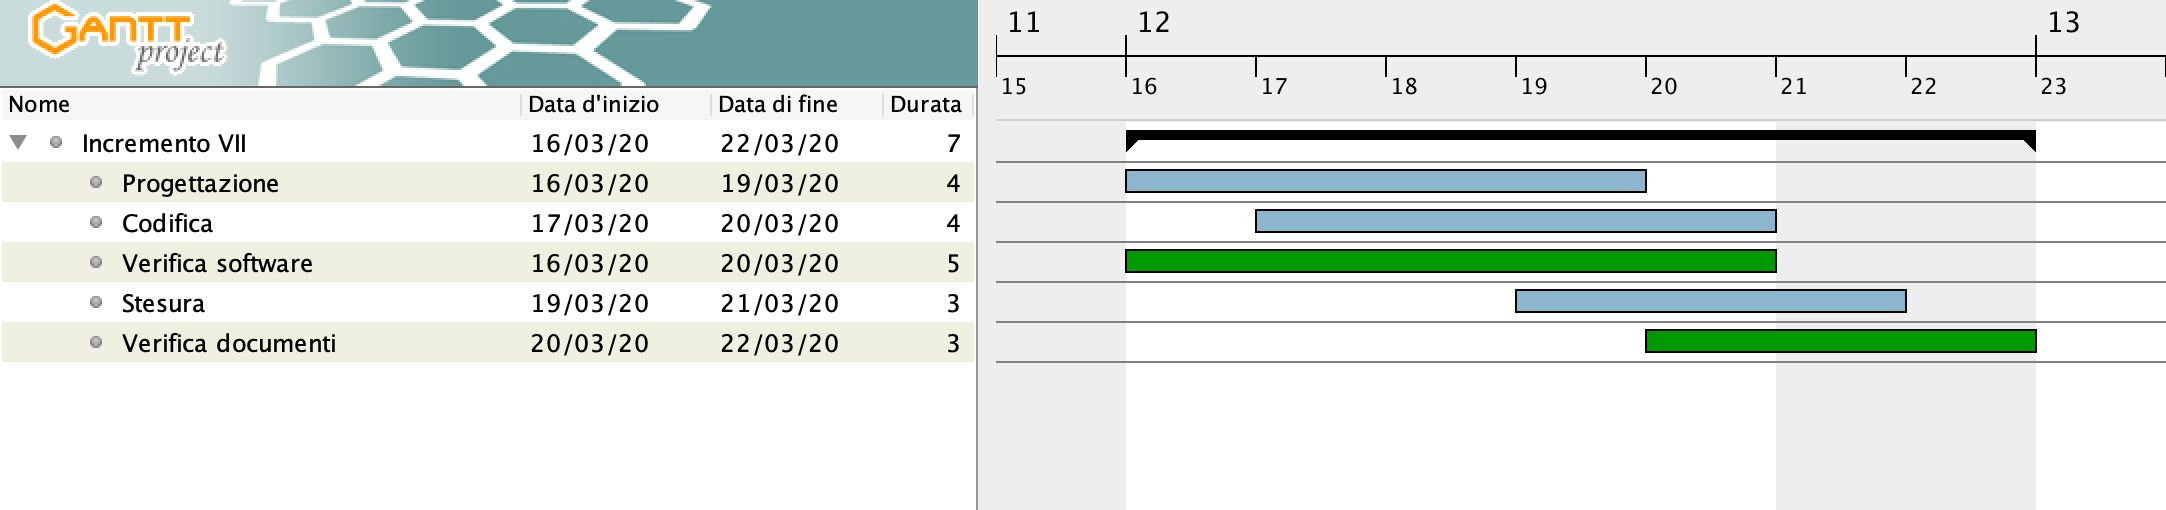 GANTT
project
11 12 13
15 16 17 18 19 20 21 22 23
Nome Data d'inizio Data di fine Durata
Incremento VII 16/03/20 22/03/20 7
Progettazione 16/03/20 19/03/20 4
Codifica 17/03/20 20/03/20 4
Verifica software 16/03/20 20/03/20 5
Stesura 19/03/20 21/03/20 3
Verifica documenti 20/03/20 22/03/20 3